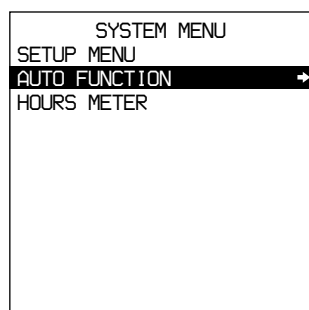 SYSTEM MENU
SETUP MENU
AUTO FUNCTION
HOURS METER